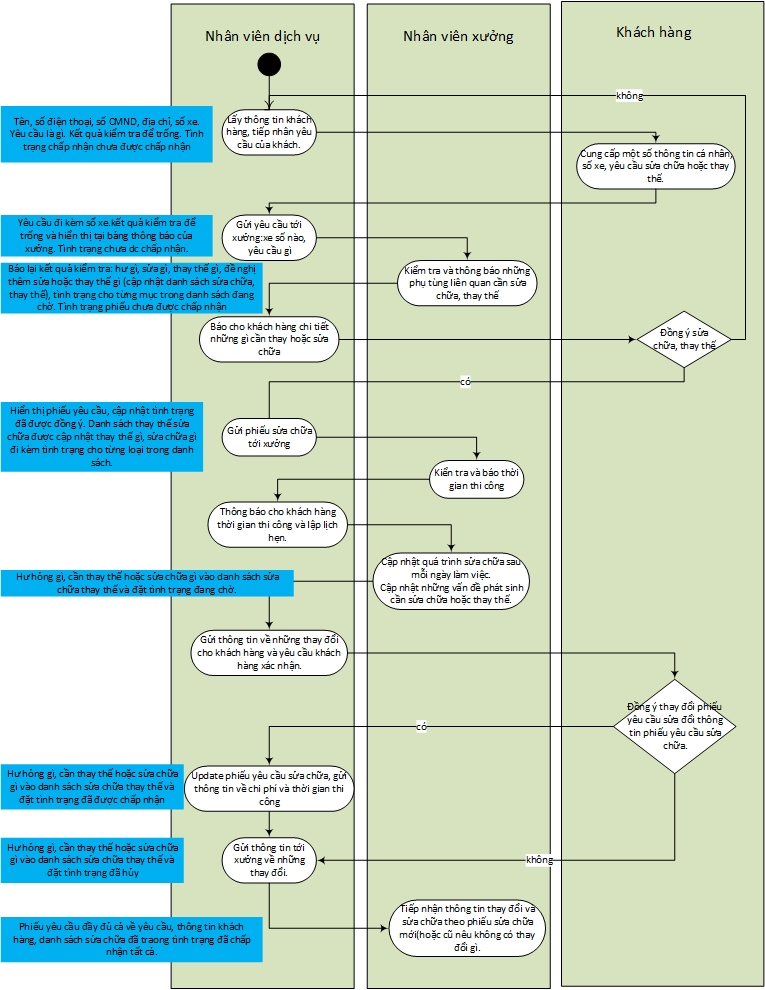 Nhân viên dịch vụ
Nhân viên xưởng
Khách hàng
không
Tên, số điện thoại, số CMND, địa chỉ, số xe.
Yêu cầu là gì. Kết quả kiểm tra để trống. Tình
trạng chấp nhận chưa được chấp nhận
Lấy thông tin khách
hàng, tiếp nhân yêu
cầu của khách.
Cung cấp một số thông tin cá nhân,
số xe, yêu cầu sửa chữa hoặc thay
thế.
Yêu cầu đi kèm số xe.kết quả kiểm tra để
trống và hiển thị tại bảng thông báo của
xưởng. Tình trạng chưa dc chấp nhận.
Gửi yêu cầu tới
xưởng:xe số nào,
yêu cầu gì
Báo lại kết quả kiểm tra: hư gì, sửa gì, thay thế gì, đề nghị
thêm sửa hoặc thay thế gì (cập nhật danh sách sửa chữa,
thay thế), tình trạng cho từng mục trong danh sách đang
chờ. Tình trạng phiếu chưa được chấp nhận
Kiểm tra và thông báo những
phụ tùng liên quan cần sửa
chữa, thay thế
Báo cho khách hàng chi tiết
những gì cần thay hoặc sửa
chữa
Đồng ý sửa
chữa, thay thế
có
Hiển thị phiếu yêu cầu, cập nhật tình trạng
đã được đồng ý. Danh sách thay thế sửa
chữa được cập nhật thay thế gì, sửa chữa gì
đi kèm tình trạng cho từng loại trong danh
sách.
Gửi phiếu sửa chữa
tới xưởng
Kiển tra và báo thời
gian thi công
Thông báo cho khách hàng
thời gian thi công và lập lịch
hẹn.
Cập nhật quá trình sửa chữa sau
mỗi ngày làm việc.
Cập nhật những vấn đề phát sinh
cần sửa chữa hoặc thay thế.
Hư hỏng gì, cần thay thế hoặc sửa chữa gì vào danh sách sửa
chữa thay thế và đặt tình trạng đang chờ.
Gửi thông tin về những thay đổi
cho khách hàng và yêu cầu khách
hàng xác nhận.
Đồng ý thay đổi phiếu
yêu cầu sửa đổi thông
tin phiếu yêu cầu sửa
chữa.
có
Hư hỏng gì, cần thay thế hoặc sửa chữa
gì vào danh sách sửa chữa thay thế và
đặt tình trạng đã được chấp nhận
Update phiếu yêu cầu sửa chữa, gửi
thông tin về chi phí và thời gian thi
công
Hư hỏng gì, cần thay thế hoặc sửa chữa
gì vào danh sách sửa chữa thay thế và
đặt tình trạng đã hủy
Gửi thông tin tới
xưởng về những
thay đổi.
không
Phiếu yêu cầu đầy đủ cả về yêu cầu, thông tin khách
hàng, danh sách sửa chữa đã traong tình trạng đã chấp
nhận tất cả.
Tiếp nhận thông tin thay đổi và
sửa chữa theo phiếu sửa chữa
mới(hoặc cũ nếu không có thay
đổi gì.